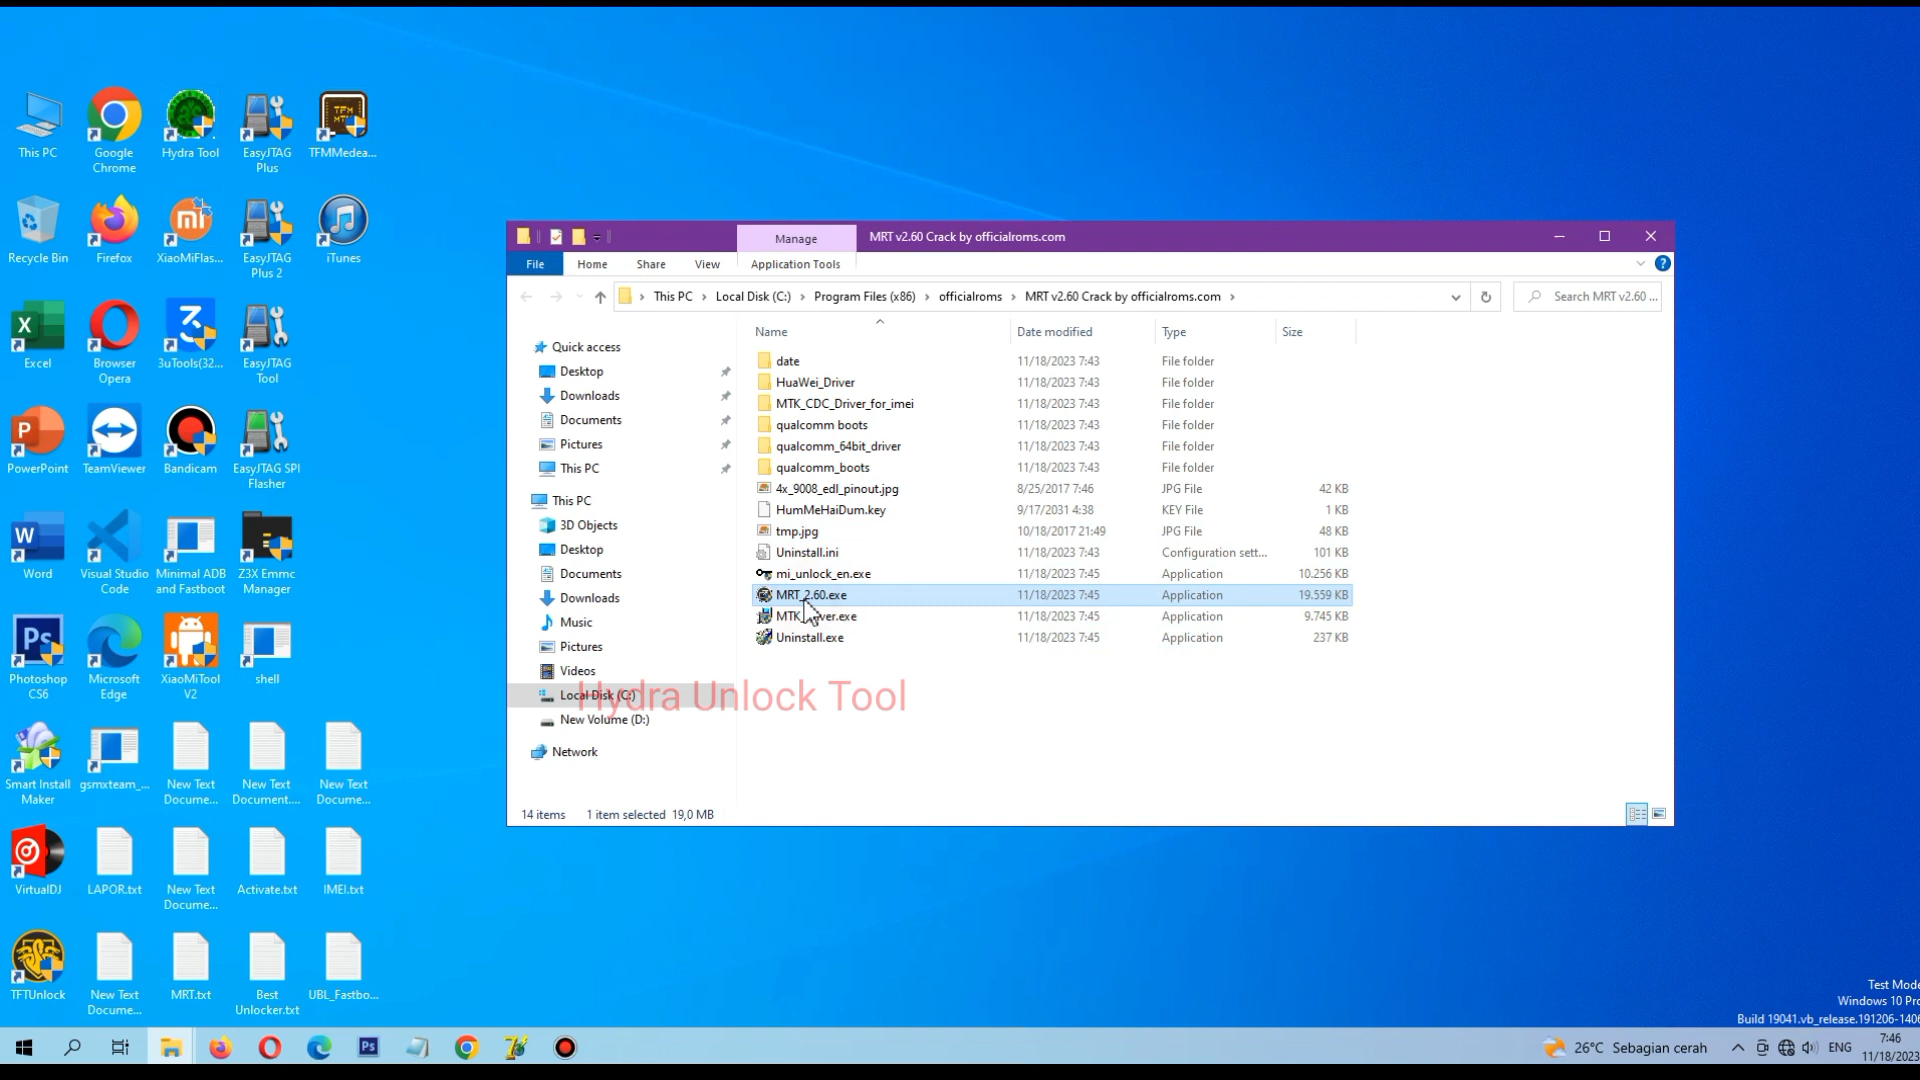 This PC
Google
Chrome
Hydra Tool
EasyJTAG
Plus
TFMMedea...
Recycle Bin
Firefox
XiaoMiFlas...
EasyJTAG
Plus 2
iTunes
Excel
Browser
Opera
3uTools(32...
EasyJTAG
Tool
PowerPoint
TeamViewer
Bandicam
EasyJTAG SPI
Flasher
Word
Visual Studio
Code
Minimal ADB
and Fastboot
Z3X Emmc
Manager
Photoshop
CS6
Microsoft
Edge
XiaoMiTool
V2
shell
Smart Install
Maker
gsmxteam_...
New Text
Docume...
New Text
Document....
New Text
Docume...
VirtualDJ
LAPOR.txt
New Text
Docume...
Activate.txt
IMEI.txt
TFTUnlock
New Text
Docume...
MRT.txt
Best
Unlocker.txt
UBL_Fastbo...
Manage
MRT v2.60 Crack by officialroms.com
File Home Share View Application Tools
This PC > Local Disk (C:) > Program Files (x86) > officialroms > MRT v2.60 Crack by officialroms.com >
Search MRT v2.60 ...
Quick access
Desktop
Downloads
Documents
Pictures
This PC
This PC
3D Objects
Desktop
Documents
Downloads
Music
Pictures
Videos
Local Disk (C:)
New Volume (D:)
Network
Name Date modified Type Size
date 11/18/2023 7:43 File folder
HuaWei_Driver 11/18/2023 7:43 File folder
MTK_CDC_Driver_for_imei 11/18/2023 7:43 File folder
qualcomm boots 11/18/2023 7:43 File folder
qualcomm_64bit_driver 11/18/2023 7:43 File folder
qualcomm_boots 11/18/2023 7:43 File folder
4x_9008_edl_pinout.jpg 8/25/2017 7:46 JPG File 42 KB
HumMeHaiDum.key 9/17/2031 4:38 KEY File 1 KB
tmp.jpg 10/18/2017 21:49 JPG File 48 KB
Uninstall.ini 11/18/2023 7:43 Configuration sett... 101 KB
mi_unlock_en.exe 11/18/2023 7:45 Application 10.256 KB
MRT_2.60.exe 11/18/2023 7:45 Application 19.559 KB
11/18/2023 7:45 Application 9.745 KB
Uninstall.exe 11/18/2023 7:45 Application 237 KB
Hydra Unlock Tool
14 items 1 item selected 19,0 MB
Test Mode
Windows 10 Pro
Build 19041.vb_release.191206-1406
26°C Sebagian cerah
ENG
7:46
11/18/2023